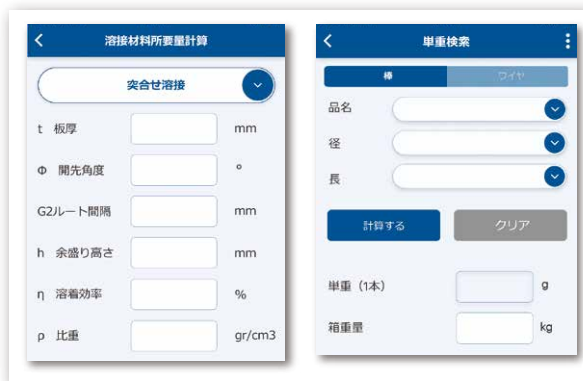 溶接材料所要量計算
突合せ溶接
t 板厚 mm
Φ 開先角度 °
G2ルート間隔 mm
h 余盛り高さ mm
η 溶着効率 %
ρ 比重 gr/cm3
単重検索
棒 ワイヤ
品名
径
長
計算する クリア
単重（1本） g
箱重量 kg